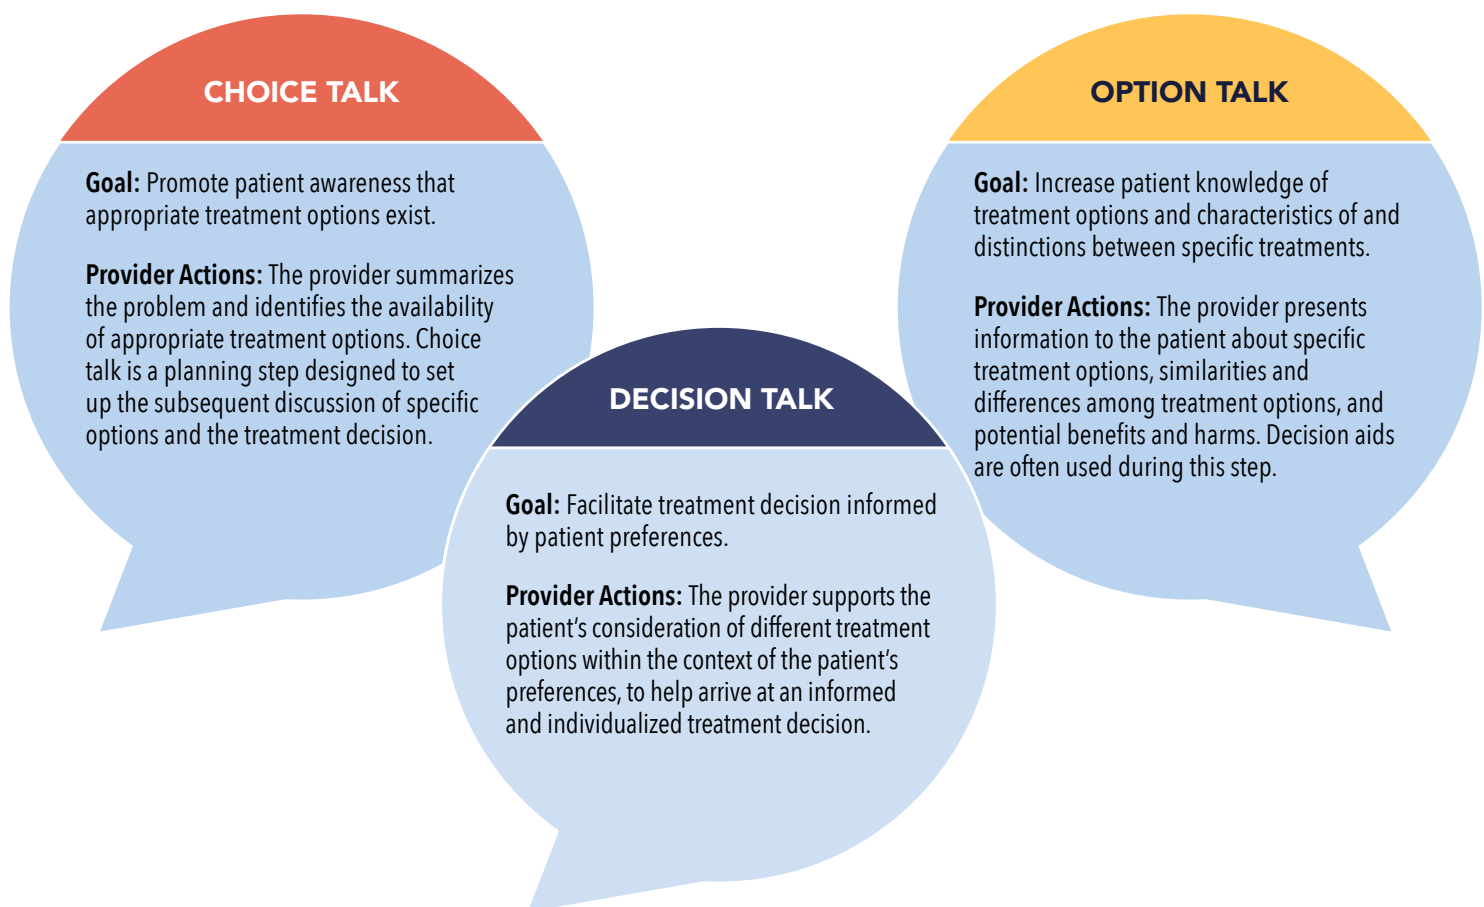 CHOICE TALK
Goal: Promote patient awareness that
appropriate treatment options exist.
Provider Actions: The provider summarizes
the problem and identifies the availability
of appropriate treatment options. Choice
talk is a planning step designed to set
up the subsequent discussion of specific
options and the treatment decision.
OPTION TALK
Goal: Increase patient knowledge of
treatment options and characteristics of and
distinctions between specific treatments.
Provider Actions: The provider presents
information to the patient about specific
treatment options, similarities and
differences among treatment options, and
potential benefits and harms. Decision aids
are often used during this step.
DECISION TALK
Goal: Facilitate treatment decision informed
by patient preferences.
Provider Actions: The provider supports the
patient’s consideration of different treatment
options within the context of the patient’s
preferences, to help arrive at an informed
and individualized treatment decision.